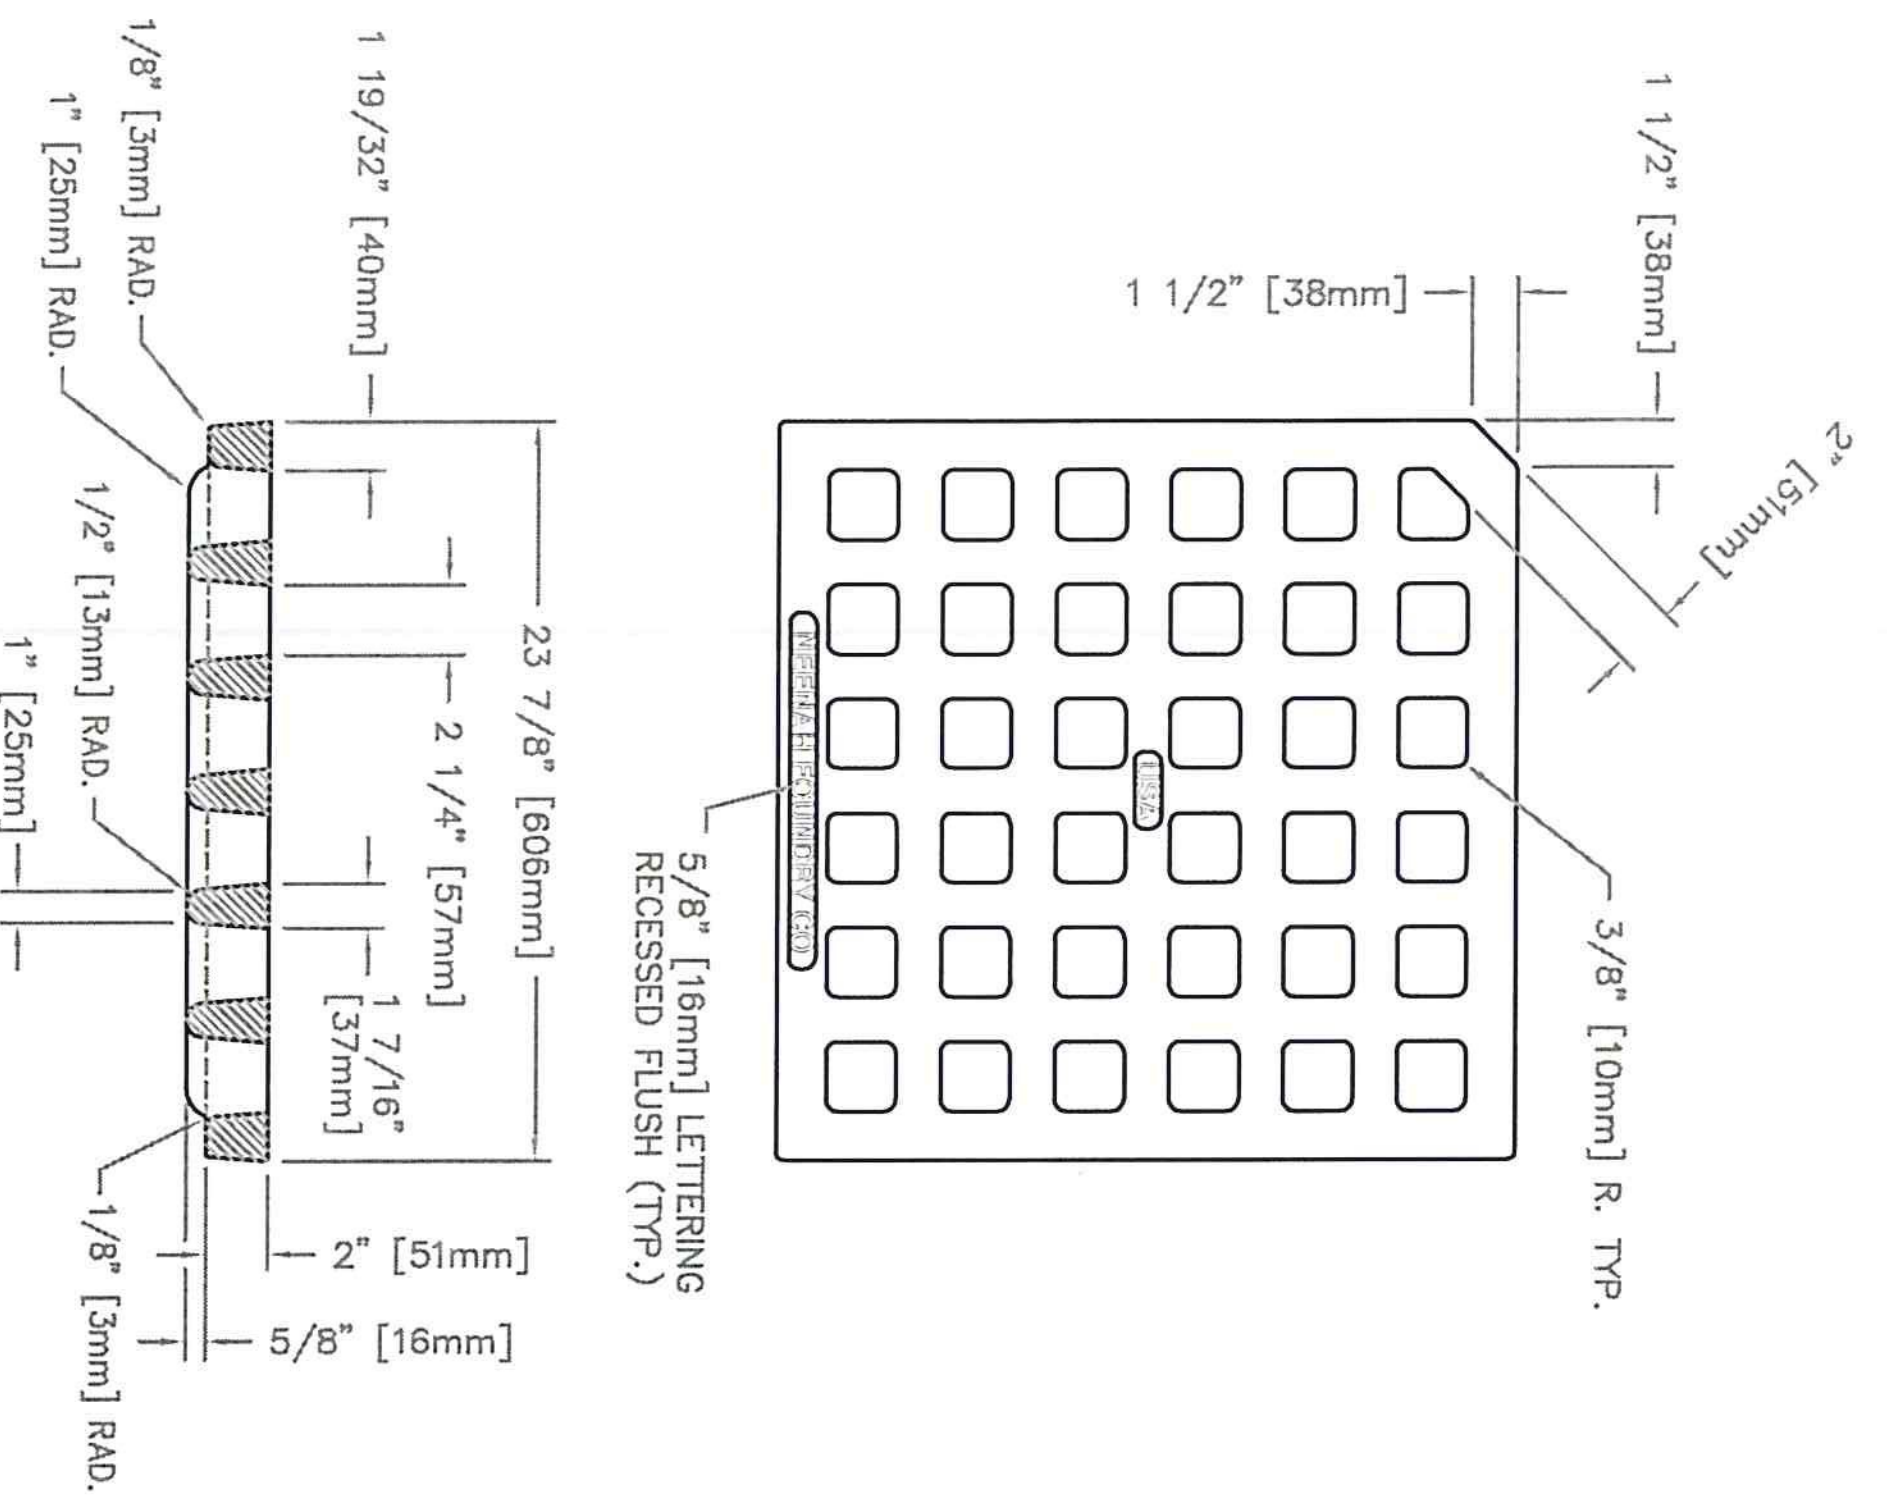 1 1/2" [38mm]
1 1/2" [38mm]
2" [51mm]
3/8" [10mm] R. TYP.
NEENAH FOUNDRY CO
USA
5/8" [16mm] LETTERING
RECESSED FLUSH (TYP.)
23 7/8" [606mm]
2 1/4" [57mm]
1 19/32" [40mm]
1 7/16"
[37mm]
1/8" [3mm] RAD.
1" [25mm] RAD.
1/2" [13mm] RAD.
1" [25mm]
2" [51mm]
5/8" [16mm]
1/8" [3mm] RAD.